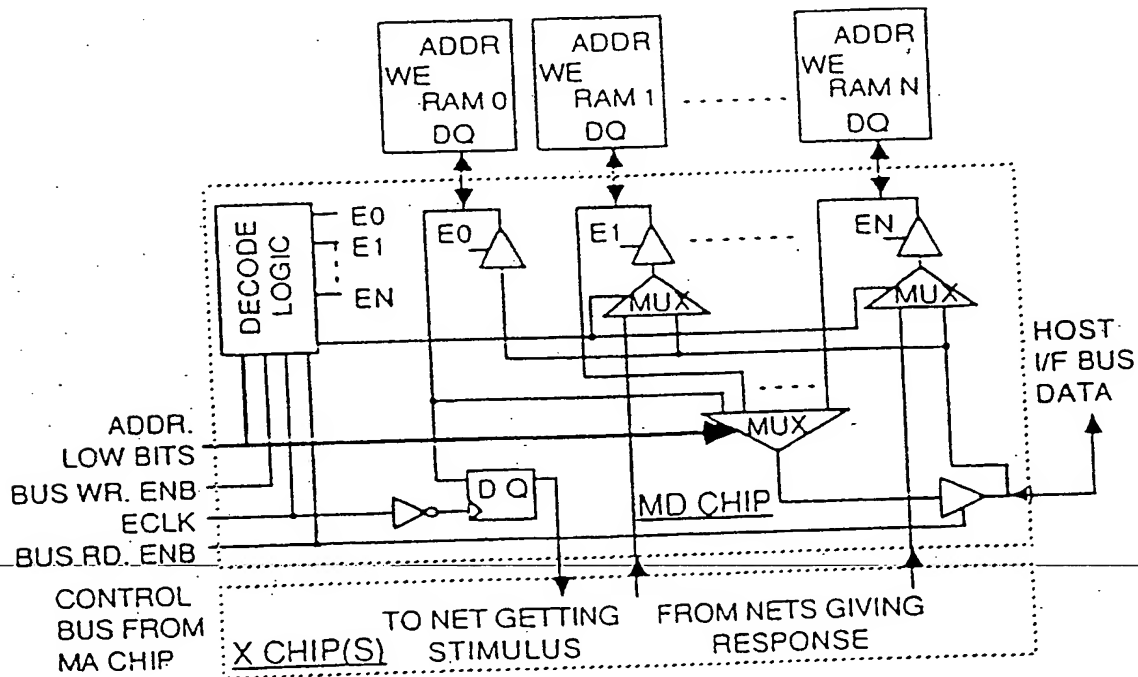 ADDR
WE
RAM 0
DQ
ADDR
WE
RAM 1
DQ
ADDR
WE
RAM N
DQ
DECODE
LOGIC
E0
E1
EN
E0
E1
EN
MUX
MUX
HOST
I/F BUS
DATA
MUX
ADDR.
LOW BITS
BUS WR. ENB
ECLK
BUS RD. ENB
D Q
MD CHIP
CONTROL
BUS FROM
MA CHIP
X CHIP(S)
TO NET GETTING
STIMULUS
FROM NETS GIVING
RESPONSE